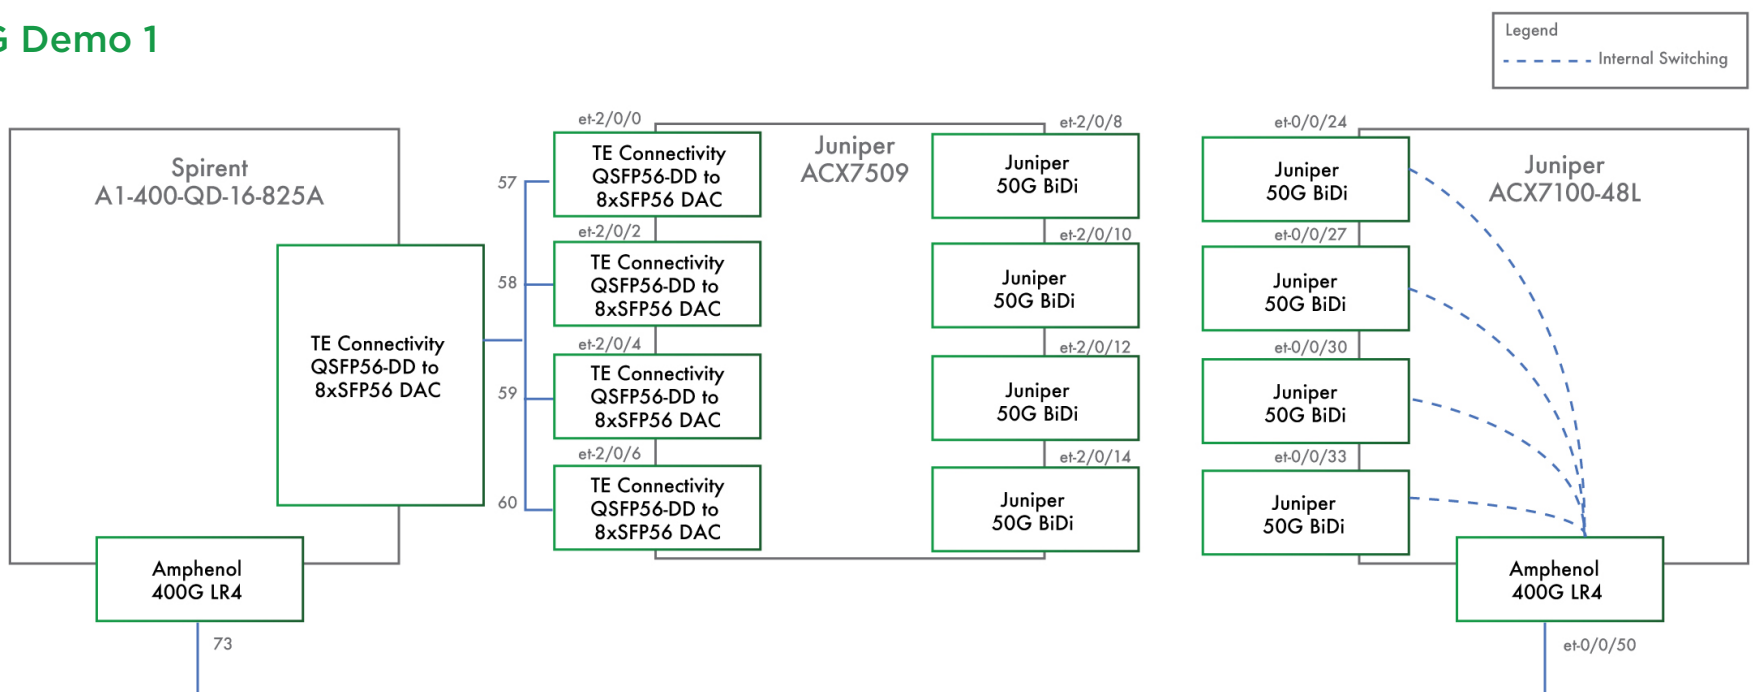 G Demo 1
Legend
Internal Switching
Spirent
A1-400-QD-16-825A
TE Connectivity
QSFP56-DD to
8xSFP56 DAC
Amphenol
400G LR4
73
57
58
59
60
et-2/0/0
TE Connectivity
QSFP56-DD to
8xSFP56 DAC
et-2/0/2
TE Connectivity
QSFP56-DD to
8xSFP56 DAC
et-2/0/4
TE Connectivity
QSFP56-DD to
8xSFP56 DAC
et-2/0/6
TE Connectivity
QSFP56-DD to
8xSFP56 DAC
Juniper
ACX7509
et-2/0/8
Juniper
50G BiDi
et-2/0/10
Juniper
50G BiDi
et-2/0/12
Juniper
50G BiDi
et-2/0/14
Juniper
50G BiDi
et-0/0/24
Juniper
50G BiDi
et-0/0/27
Juniper
50G BiDi
et-0/0/30
Juniper
50G BiDi
et-0/0/33
Juniper
50G BiDi
Juniper
ACX7100-48L
Amphenol
400G LR4
et-0/0/50